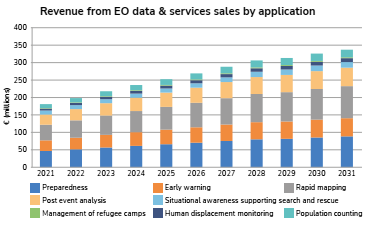 Revenue from EO data & services sales by application
€ (millions)
400
350
300
250
200
150
100
50
0
2021 2022 2023 2024 2025 2026 2027 2028 2029 2030 2031
Preparedness Early warning Rapid mapping
Post event analysis Situational awareness supporting search and rescue
Management of refugee camps Human displacement monitoring Population counting